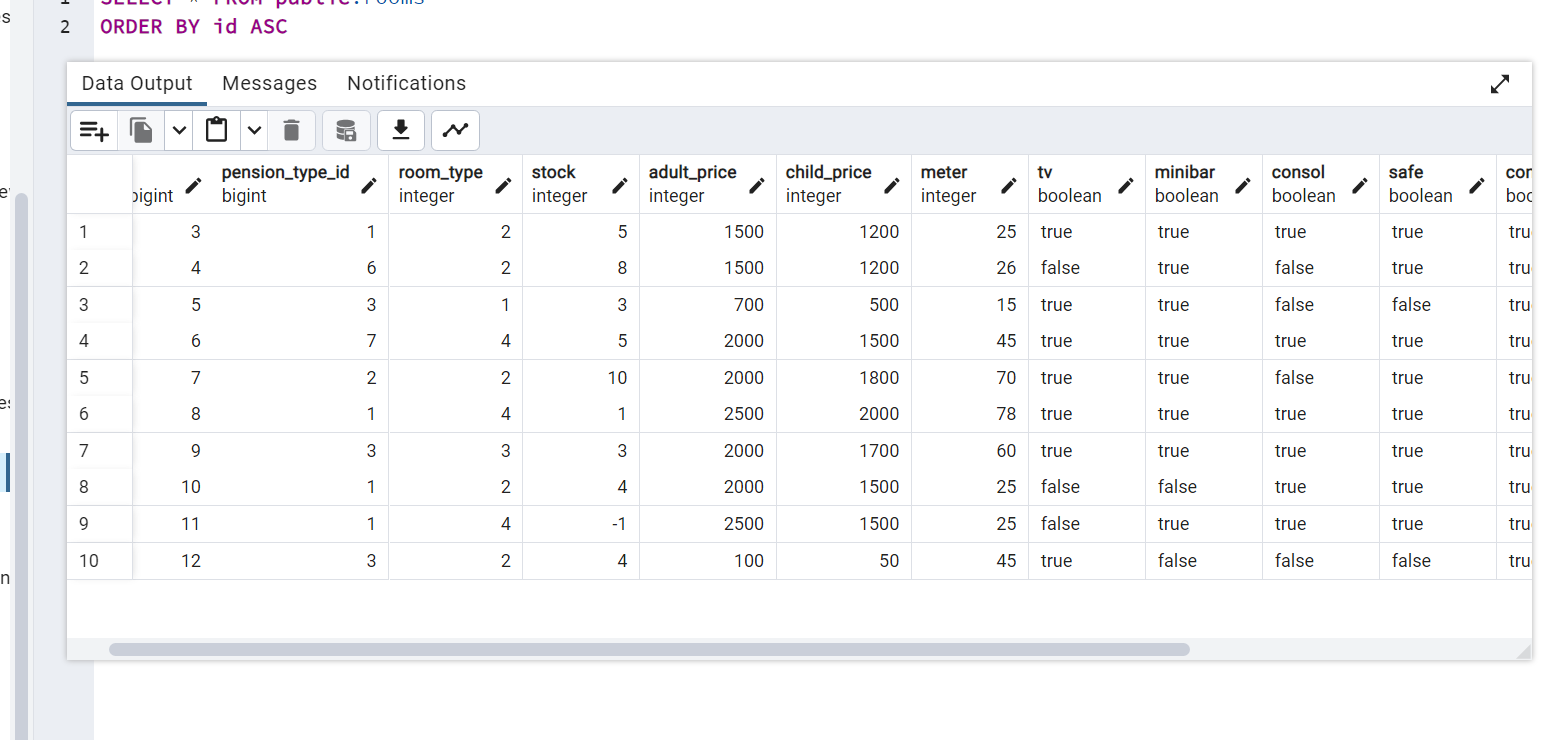 1 SELECT * FROM public.rooms
2 ORDER BY id ASC
Data Output Messages Notifications
pension_type_id room_type stock adult_price child_price meter tv minibar consol safe
bigint integer integer integer integer integer boolean boolean boolean boolean
1 3 1 2 5 1500 1200 25 true true true true tru
2 4 6 2 8 1500 1200 26 false true false true tru
3 5 3 1 3 700 500 15 true true false false tru
4 6 7 4 5 2000 1500 45 true true true true tru
5 7 2 2 10 2000 1800 70 true true false true tru
6 8 1 4 1 2500 2000 78 true true true true tru
7 9 3 3 3 2000 1700 60 true true true true tru
8 10 1 2 4 2000 1500 25 false false true true tru
9 11 1 4 -1 2500 1500 25 false true true true tru
10 12 3 2 4 100 50 45 true false false false tru